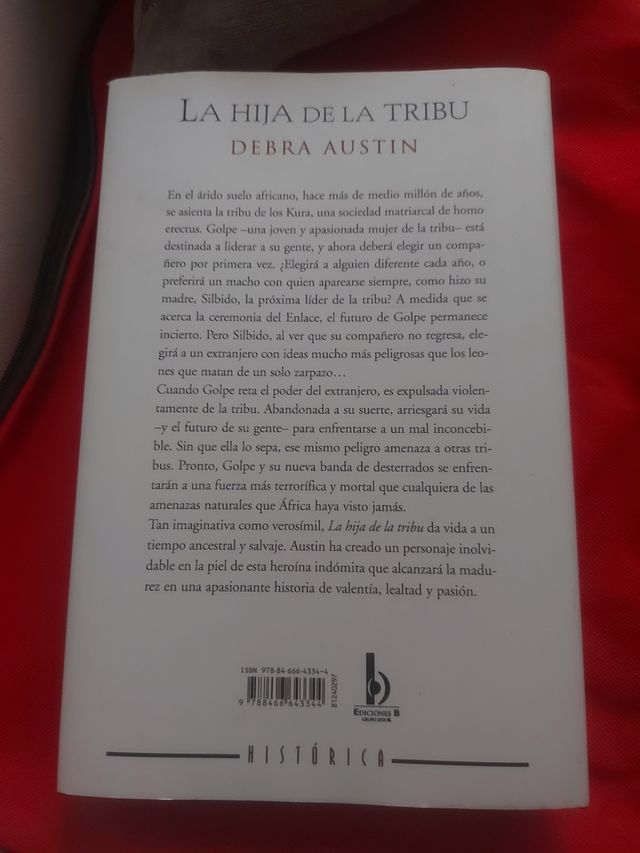 LA HIJA DE LA TRIBU
DEBRA AUSTIN
En el árido suelo africano, hace más de medio millón de años,
se asienta la tribu de los Kura, una sociedad matriarcal de homo
erectus. Golpe –una joven y apasionada mujer de la tribu– está
destinada a liderar a su gente, y ahora deberá elegir un compa-
ñero por primera vez. ¿Elegirá a alguien diferente cada año, o
preferirá un macho con quien aparearse siempre, como hizo su
madre, Silbido, la próxima líder de la tribu? A medida que se
acerca la ceremonia del Enlace, el futuro de Golpe permanece
incierto. Pero Silbido, al ver que su compañero no regresa, ele-
girá a un extranjero con ideas mucho más peligrosas que los leo-
nes que matan de un solo zarpazo…
Cuando Golpe reta el poder del extranjero, es expulsada violen-
tamente de la tribu. Abandonada a su suerte, arriesgará su vida
–y el futuro de su gente– para enfrentarse a un mal inconcebi-
ble. Sin que ella lo sepa, ese mismo peligro amenaza a otras tri-
bus. Pronto, Golpe y su nueva banda de desterrados se enfren-
tarán a una fuerza más terrorífica y mortal que cualquiera de las
amenazas naturales que África haya visto jamás.
Tan imaginativa como verosímil, La hija de la tribu da vida a un
tiempo ancestral y salvaje. Austin ha creado un personaje inolvi-
dable en la piel de esta heroína indómita que alcanzará la madu-
rez en una apasionante historia de valentía, lealtad y pasión.
ISBN 978-84-666-4334-4
9 788466 643344
81240297
EDICIONES B
GRUPO ZETA
HISTÓRICA